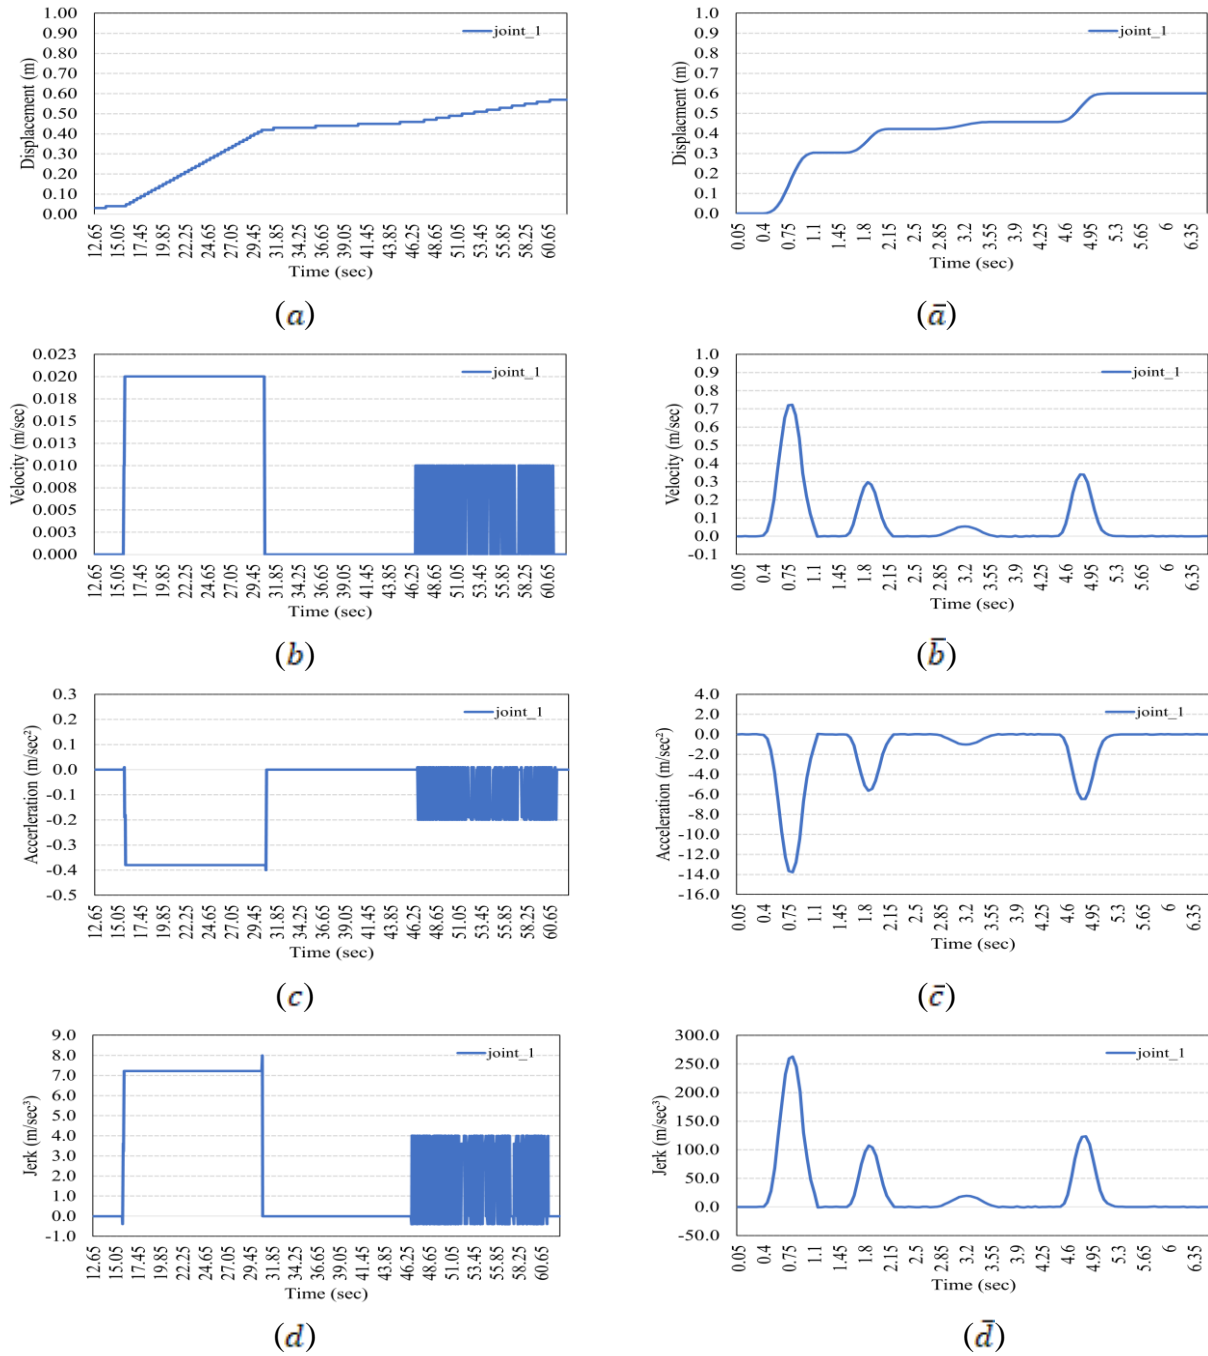 1.00
0.90
0.80
0.70
0.60
0.50
0.40
0.30
0.20
0.10
0.00
Displacement (m)
joint_1
12.65 15.05 17.45 19.85 22.25 24.65 27.05 29.45 31.85 34.25 36.65 39.05 41.45 43.85 46.25 48.65 51.05 53.45 55.85 58.25 60.65
Time (sec)
(a)
1.0
0.9
0.8
0.7
0.6
0.5
0.4
0.3
0.2
0.1
0.0
Displacment (m)
joint_1
0.05 0.4 0.75 1.1 1.45 1.8 2.15 2.5 2.85 3.2 3.55 3.9 4.25 4.6 4.95 5.3 5.65 6 6.35
Time (sec)
(ā)
0.023
0.020
0.018
0.015
0.013
0.010
0.008
0.005
0.003
0.000
Velocity (m/sec)
joint_1
12.65 15.05 17.45 19.85 22.25 24.65 27.05 29.45 31.85 34.25 36.65 39.05 41.45 43.85 46.25 48.65 51.05 53.45 55.85 58.25 60.65
Time (sec)
(b)
1.0
0.9
0.8
0.7
0.6
0.5
0.4
0.3
0.2
0.1
0.0
-0.1
Velocity (m/sec)
joint_1
0.05 0.4 0.75 1.1 1.45 1.8 2.15 2.5 2.85 3.2 3.55 3.9 4.25 4.6 4.95 5.3 5.65 6 6.35
Time (sec)
(b̄)
0.3
0.2
0.1
0.0
-0.1
-0.2
-0.3
-0.4
-0.5
Accerleration (m/sec²)
joint_1
12.65 15.05 17.45 19.85 22.25 24.65 27.05 29.45 31.85 34.25 36.65 39.05 41.45 43.85 46.25 48.65 51.05 53.45 55.85 58.25 60.65
Time (sec)
(c)
4.0
2.0
0.0
-2.0
-4.0
-6.0
-8.0
-10.0
-12.0
-14.0
-16.0
Acceleration (m/sec²)
joint_1
0.05 0.4 0.75 1.1 1.45 1.8 2.15 2.5 2.85 3.2 3.55 3.9 4.25 4.6 4.95 5.3 5.65 6 6.35
Time (sec)
(c̄)
9.0
8.0
7.0
6.0
5.0
4.0
3.0
2.0
1.0
0.0
-1.0
Jerk (m/sec³)
joint_1
12.65 15.05 17.45 19.85 22.25 24.65 27.05 29.45 31.85 34.25 36.65 39.05 41.45 43.85 46.25 48.65 51.05 53.45 55.85 58.25 60.65
Time (sec)
(d)
300.0
250.0
200.0
150.0
100.0
50.0
0.0
-50.0
Jerk (m/sec³)
joint_1
0.05 0.4 0.75 1.1 1.45 1.8 2.15 2.5 2.85 3.2 3.55 3.9 4.25 4.6 4.95 5.3 5.65 6 6.35
Time (sec)
(d̄)